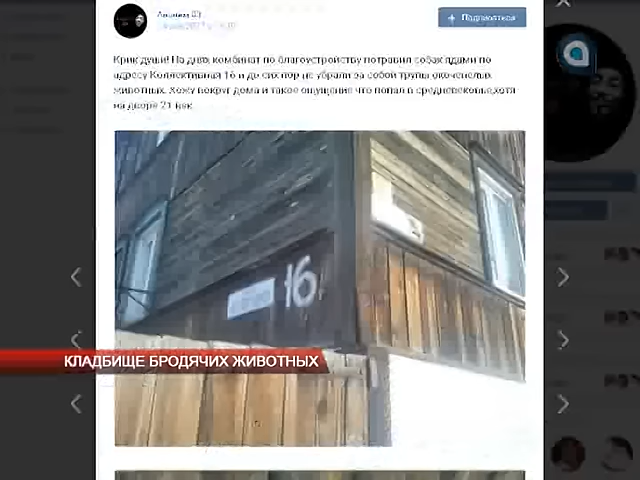 Подписаться
Крик души! На днях комбинат по благоустройству потравил собак ядами по
адресу Коллективная 16 и до сих пор не убрали за собой трупы окоченелых
животных. Хожу вокруг дома и такое ощущение что попал в средневековье,хотя
на дворе 21 век
16
КЛАДБИЩЕ БРОДЯЧИХ ЖИВОТНЫХ